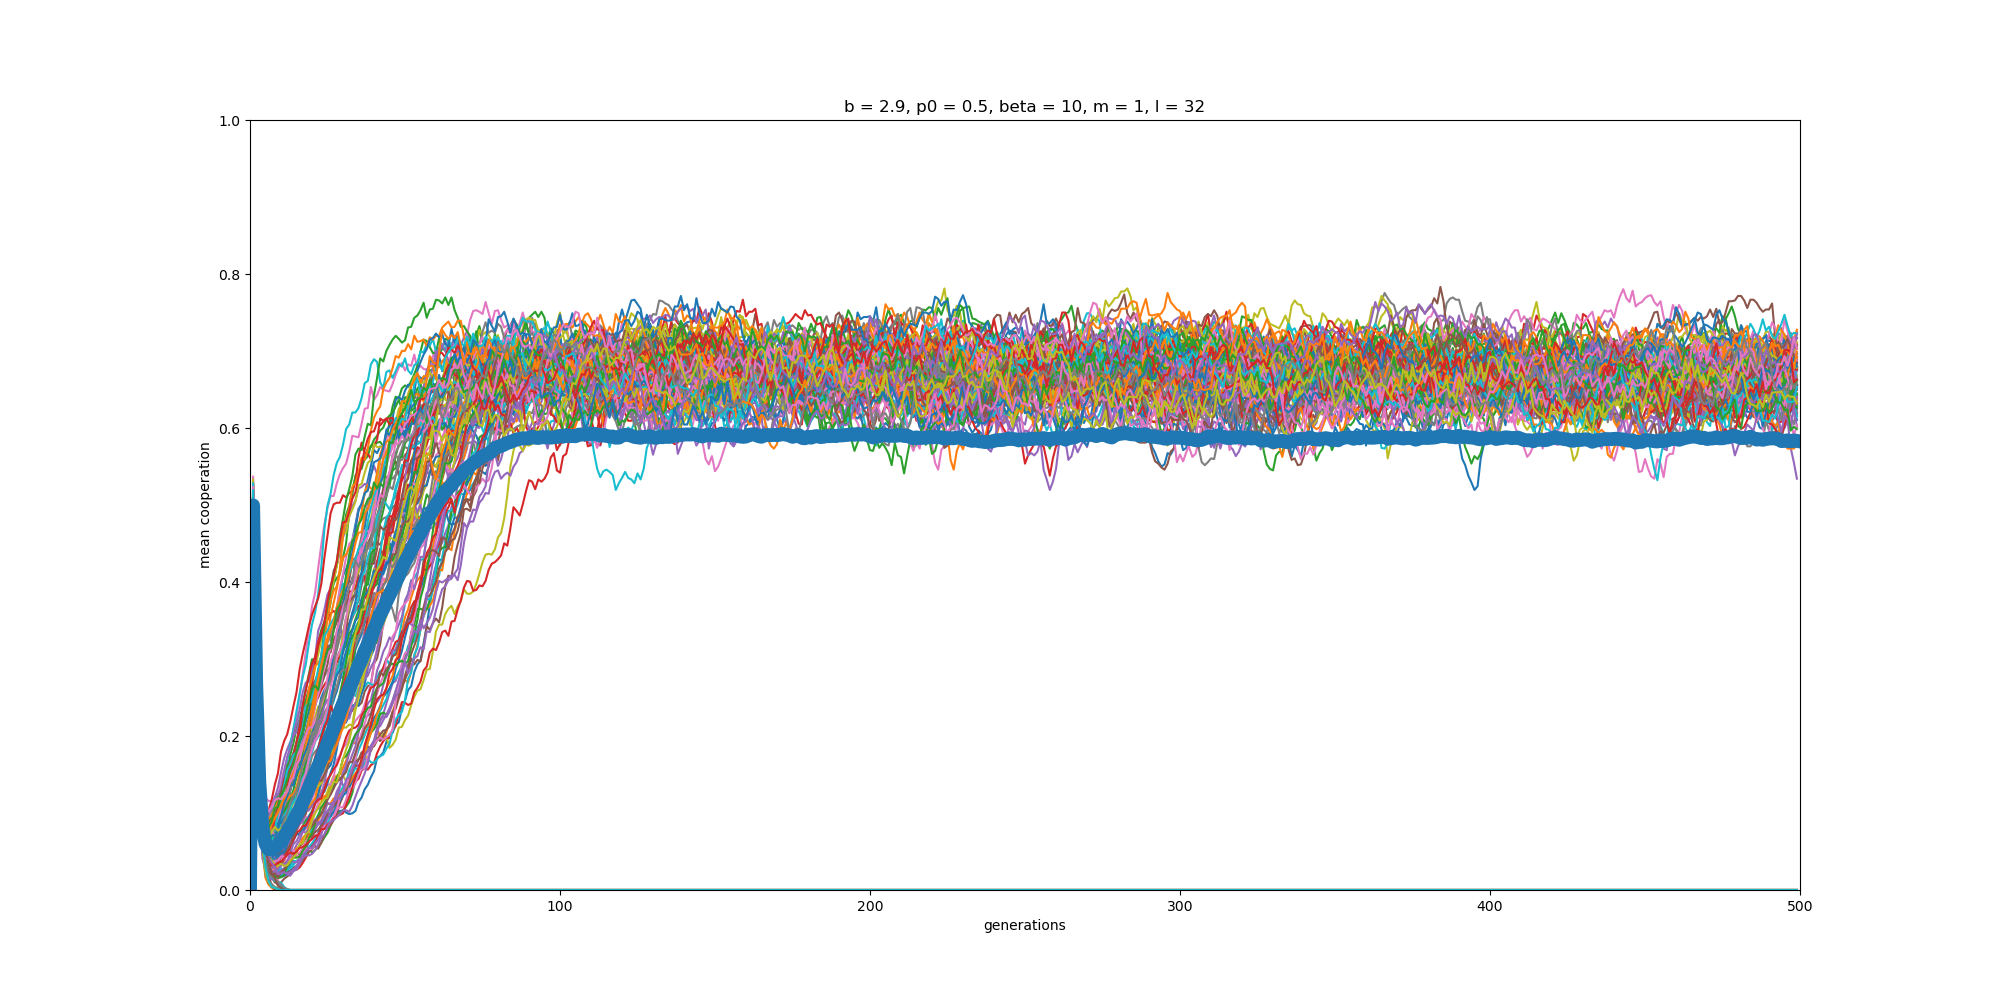 b = 2.9, p0 = 0.5, beta = 10, m = 1, l = 32
1.0
0.8
0.6
0.4
0.2
0.0
mean cooperation
0 100 200 300 400 500
generations